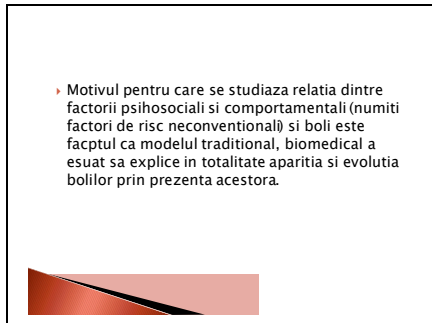 Motivul pentru care se studiaza relatia dintre
factorii psihosociali si comportamentali (numiti
factori de risc neconventionali) si boli este
facptul ca modelul traditional, biomedical a
esuat sa explice in totalitate aparitia si evolutia
bolilor prin prezenta acestora.